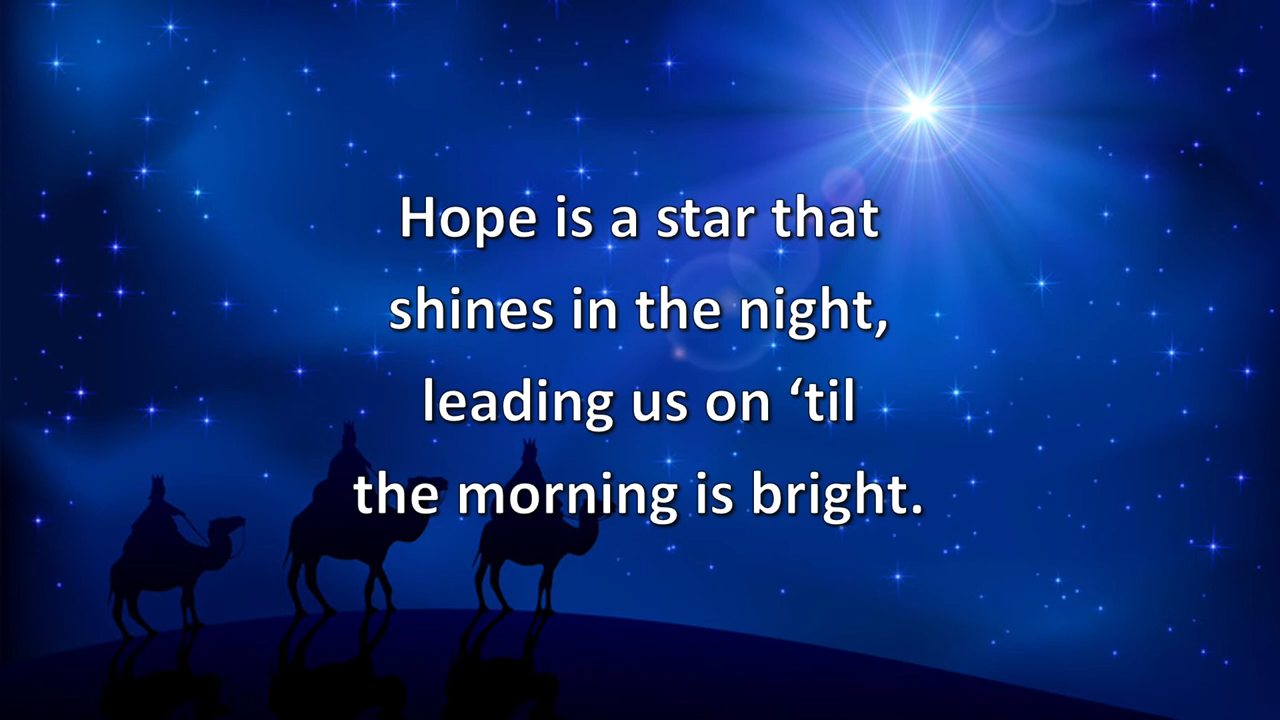 Hope is a star that
shines in the night,
leading us on ‘til
the morning is bright.